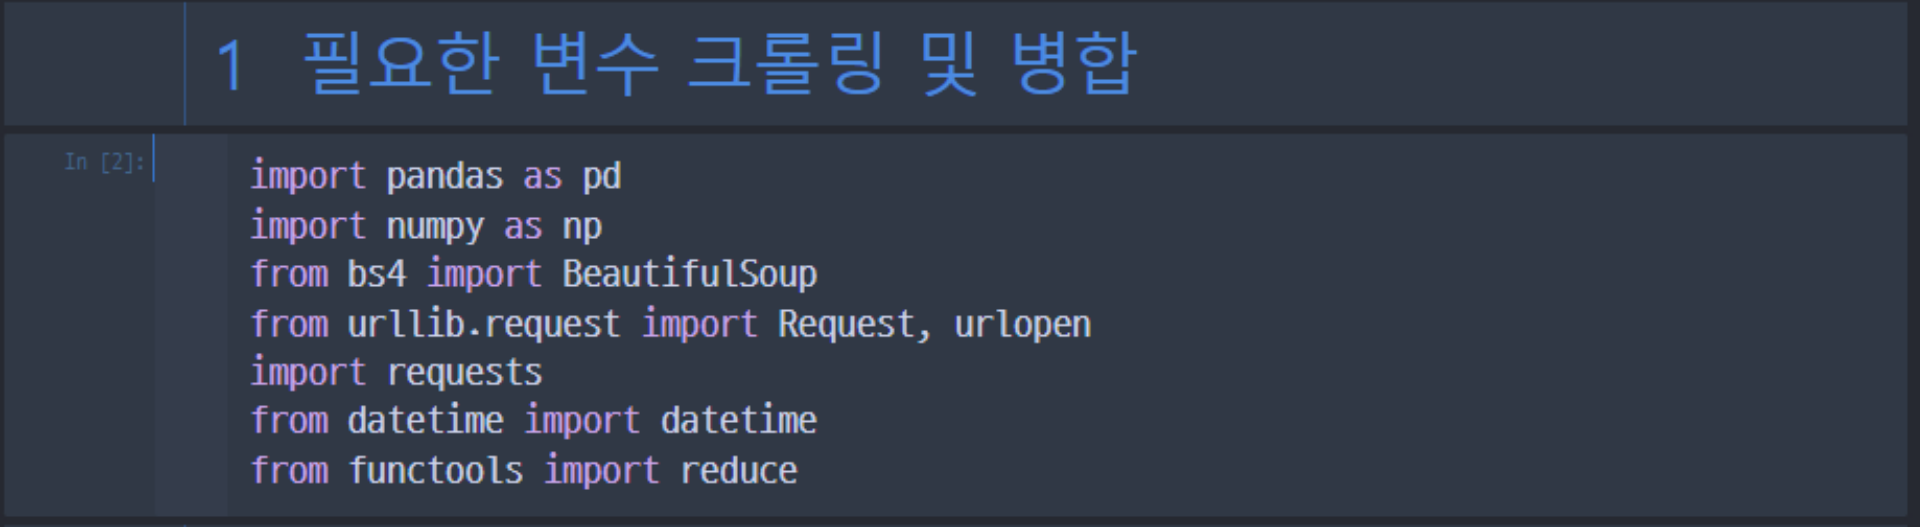 1 필요한 변수 크롤링 및 병합
In [2]:
import pandas as pd
import numpy as np
from bs4 import BeautifulSoup
from urllib.request import Request, urlopen
import requests
from datetime import datetime
from functools import reduce